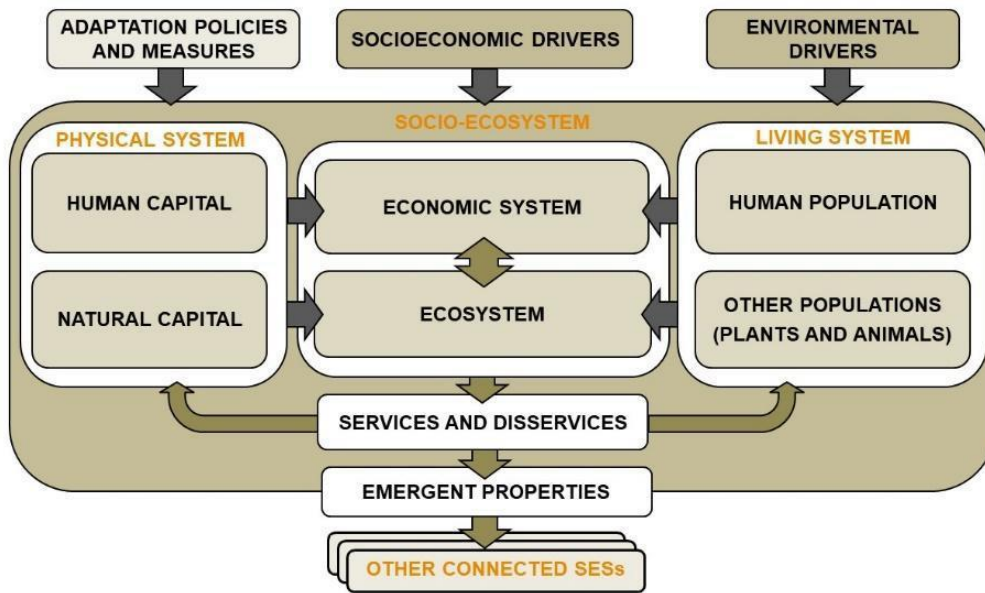 ADAPTATION POLICIES
AND MEASURES
SOCIOECONOMIC DRIVERS
ENVIRONMENTAL
DRIVERS
SOCIO-ECOSYSTEM
PHYSICAL SYSTEM
LIVING SYSTEM
HUMAN CAPITAL
ECONOMIC SYSTEM
HUMAN POPULATION
NATURAL CAPITAL
ECOSYSTEM
OTHER POPULATIONS
(PLANTS AND ANIMALS)
SERVICES AND DISSERVICES
EMERGENT PROPERTIES
OTHER CONNECTED SESs